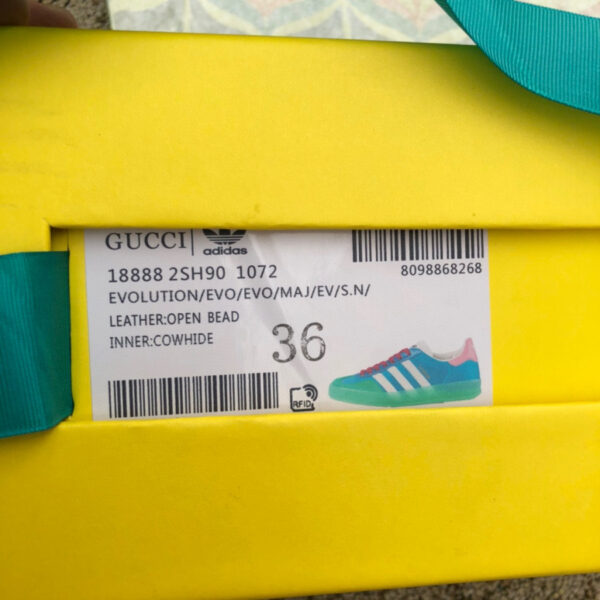 GUCCI | adidas
18888 2SH90 1072
8098868268
EVOLUTION/EVO/EVO/MAJ/EV/S.N/
LEATHER:OPEN BEAD
INNER:COWHIDE
36
RFID